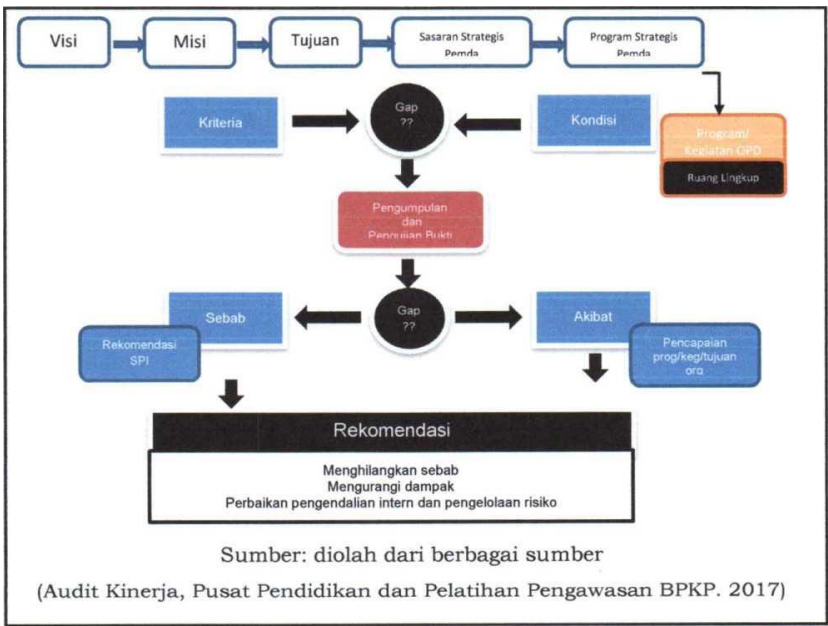 Visi
Misi
Tujuan
Sasaran Strategis
Pemda
Program Strategis
Pemda
Kriteria
Gap
??
Kondisi
Program/
Kegiatan OPD
Ruang Lingkup
Pengumpulan
dan
Pengujian Bukti
Sebab
Gap
??
Akibat
Rekomendasi
SPI
Pencapaian
prog/keg/tujuan
org
Rekomendasi
Menghilangkan sebab
Mengurangi dampak
Perbaikan pengendalian intern dan pengelolaan risiko
Sumber: diolah dari berbagai sumber
(Audit Kinerja, Pusat Pendidikan dan Pelatihan Pengawasan BPKP. 2017)